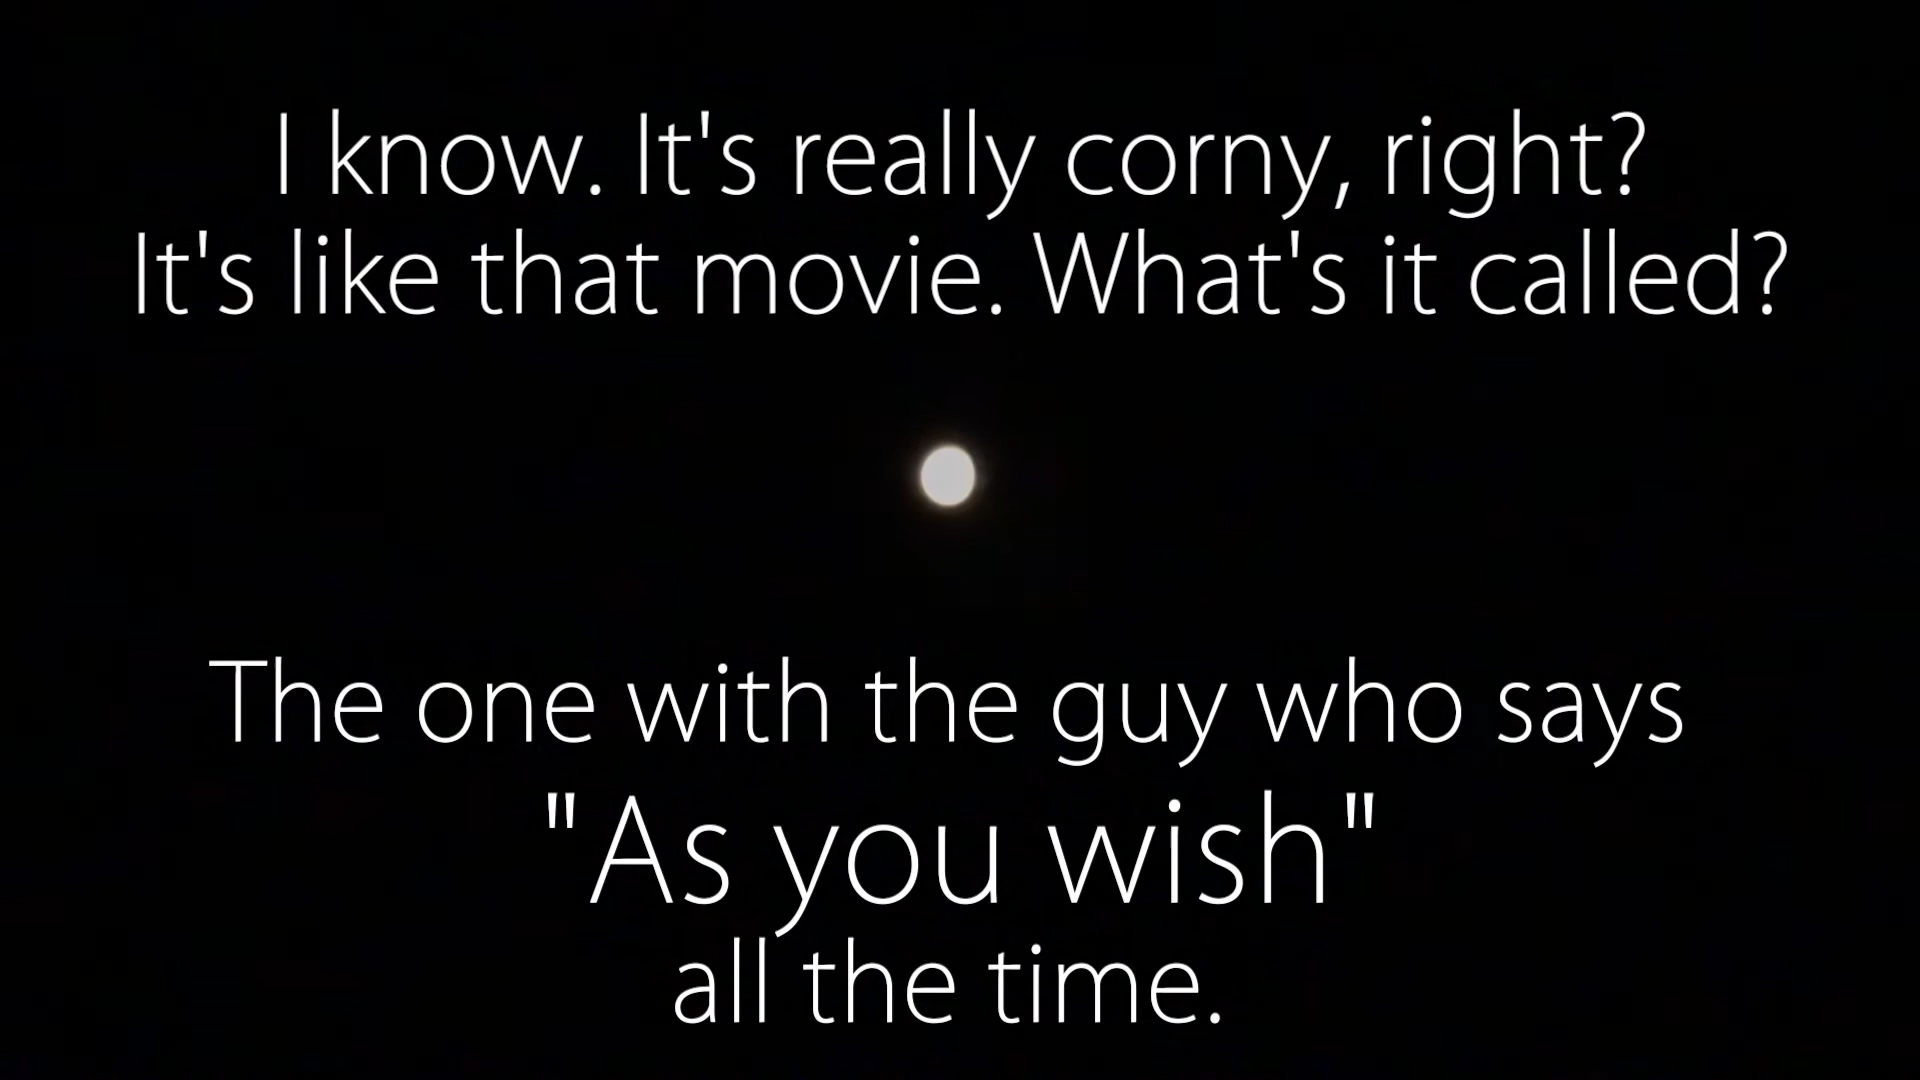 I know. It's really corny, right?
It's like that movie. What's it called?
The one with the guy who says
"As you wish"
all the time.